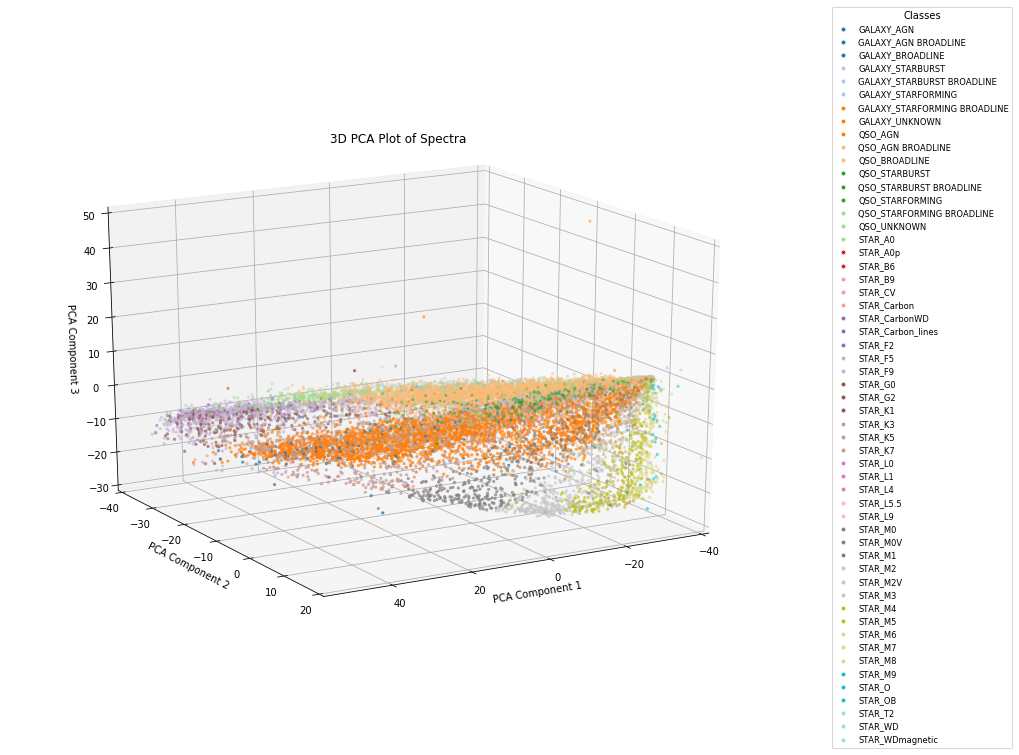 3D PCA Plot of Spectra
50
40
30
20
10
0
−10
−20
−30
PCA Component 3
−40
−30
−20
−10
0
10
20
PCA Component 2
40
20
0
−20
−40
PCA Component 1
Classes
GALAXY_AGN
GALAXY_AGN BROADLINE
GALAXY_BROADLINE
GALAXY_STARBURST
GALAXY_STARBURST BROADLINE
GALAXY_STARFORMING
GALAXY_STARFORMING BROADLINE
GALAXY_UNKNOWN
QSO_AGN
QSO_AGN BROADLINE
QSO_BROADLINE
QSO_STARBURST
QSO_STARBURST BROADLINE
QSO_STARFORMING
QSO_STARFORMING BROADLINE
QSO_UNKNOWN
STAR_A0
STAR_A0p
STAR_B6
STAR_B9
STAR_CV
STAR_Carbon
STAR_CarbonWD
STAR_Carbon_lines
STAR_F2
STAR_F5
STAR_F9
STAR_G0
STAR_G2
STAR_K1
STAR_K3
STAR_K5
STAR_K7
STAR_L0
STAR_L1
STAR_L4
STAR_L5.5
STAR_L9
STAR_M0
STAR_M0V
STAR_M1
STAR_M2
STAR_M2V
STAR_M3
STAR_M4
STAR_M5
STAR_M6
STAR_M7
STAR_M8
STAR_M9
STAR_O
STAR_OB
STAR_T2
STAR_WD
STAR_WDmagnetic